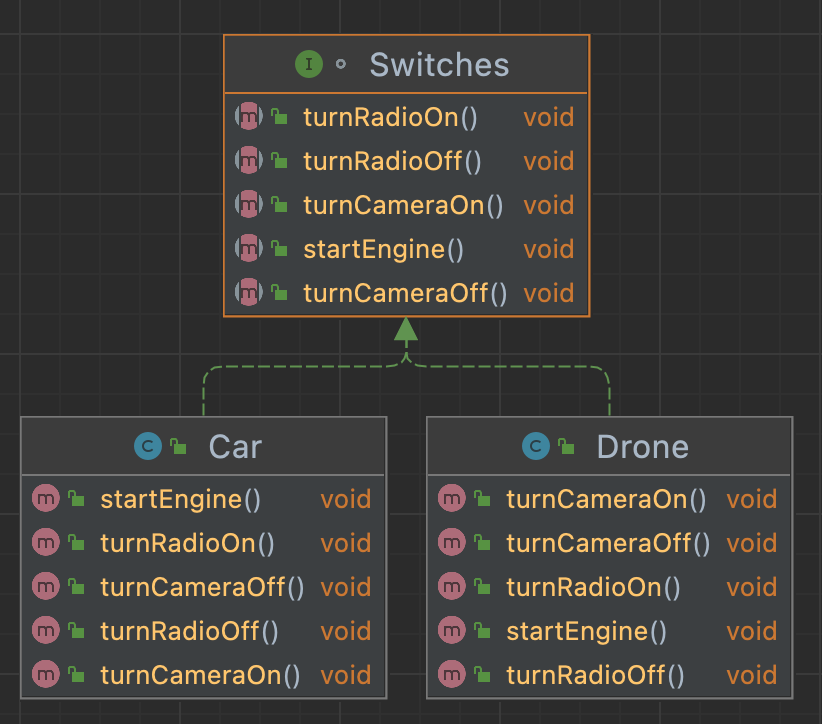 I Switches
m turnRadioOn() void
m turnRadioOff() void
m turnCameraOn() void
m startEngine() void
m turnCameraOff() void
C Car
m startEngine() void
m turnRadioOn() void
m turnCameraOff() void
m turnRadioOff() void
m turnCameraOn() void
C Drone
m turnCameraOn() void
m turnCameraOff() void
m turnRadioOn() void
m startEngine() void
m turnRadioOff() void